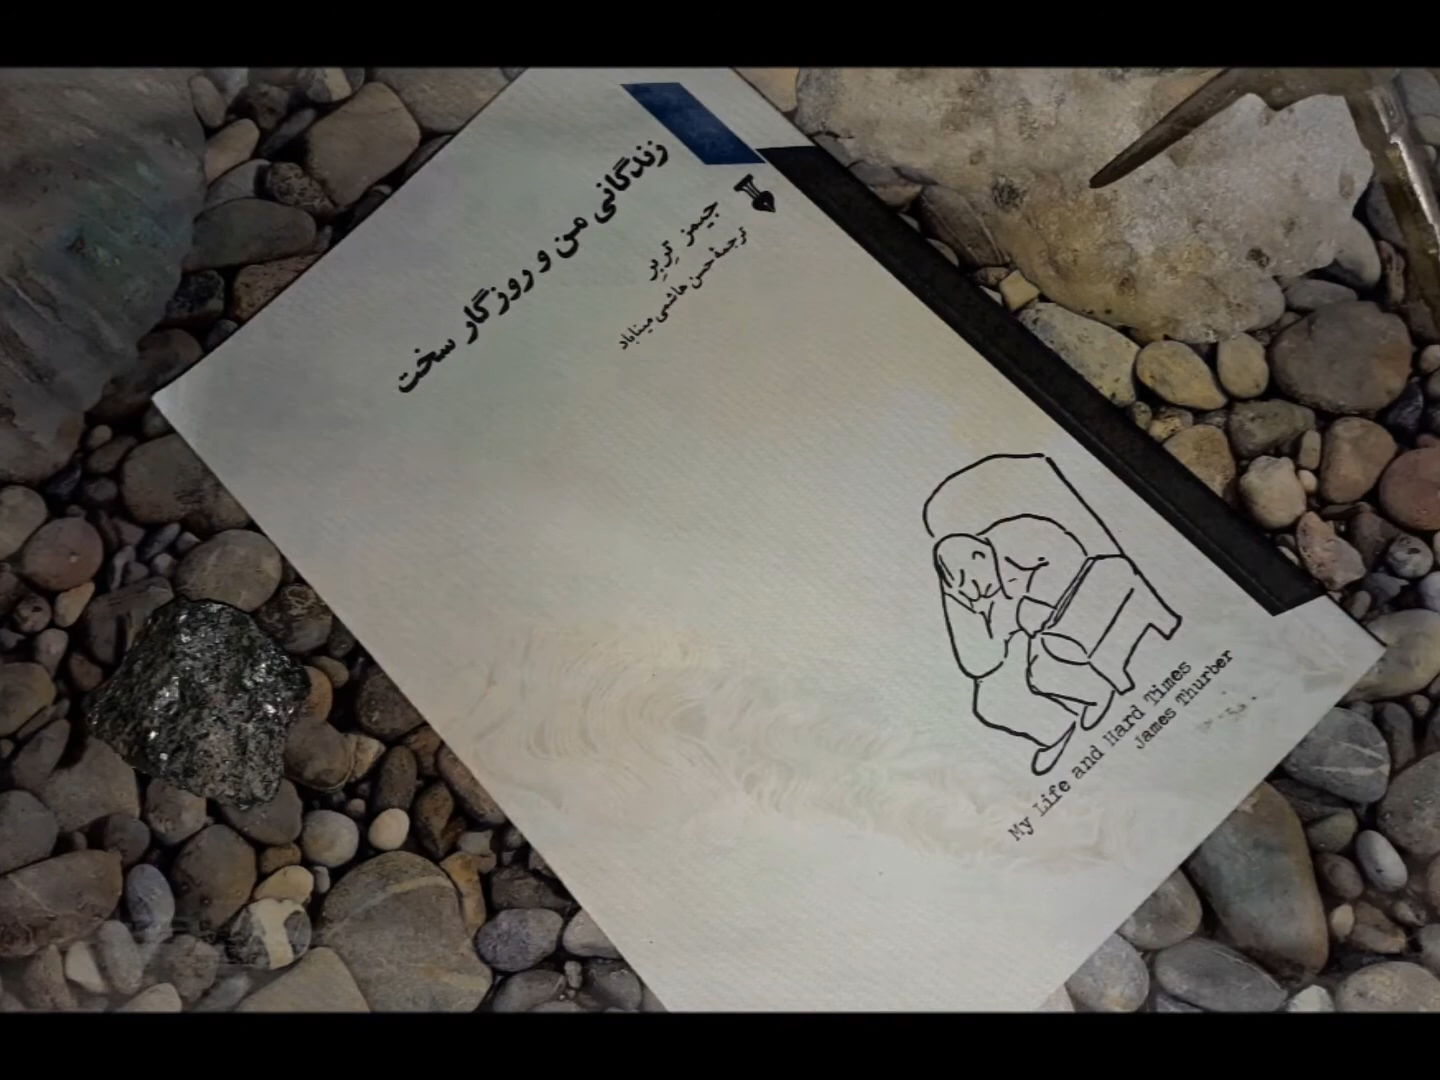 زندگانی من و روزگار سخت
جیمز تربر
ترجمهٔ حسن هاشمی میناباد
My Life and Hard Times
James Thurber